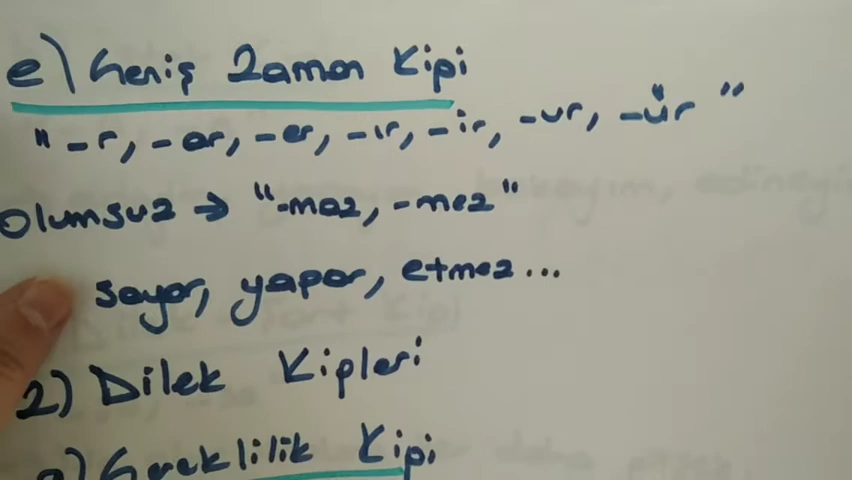 e) Geniş Zaman Kipi
"-r, -ar, -er, -ır, -ir, -ur, -ür"
Olumsuz → "-maz, -mez"
sayar, yapar, etmez...
2) Dilek Kipleri
a) Gereklilik Kipi